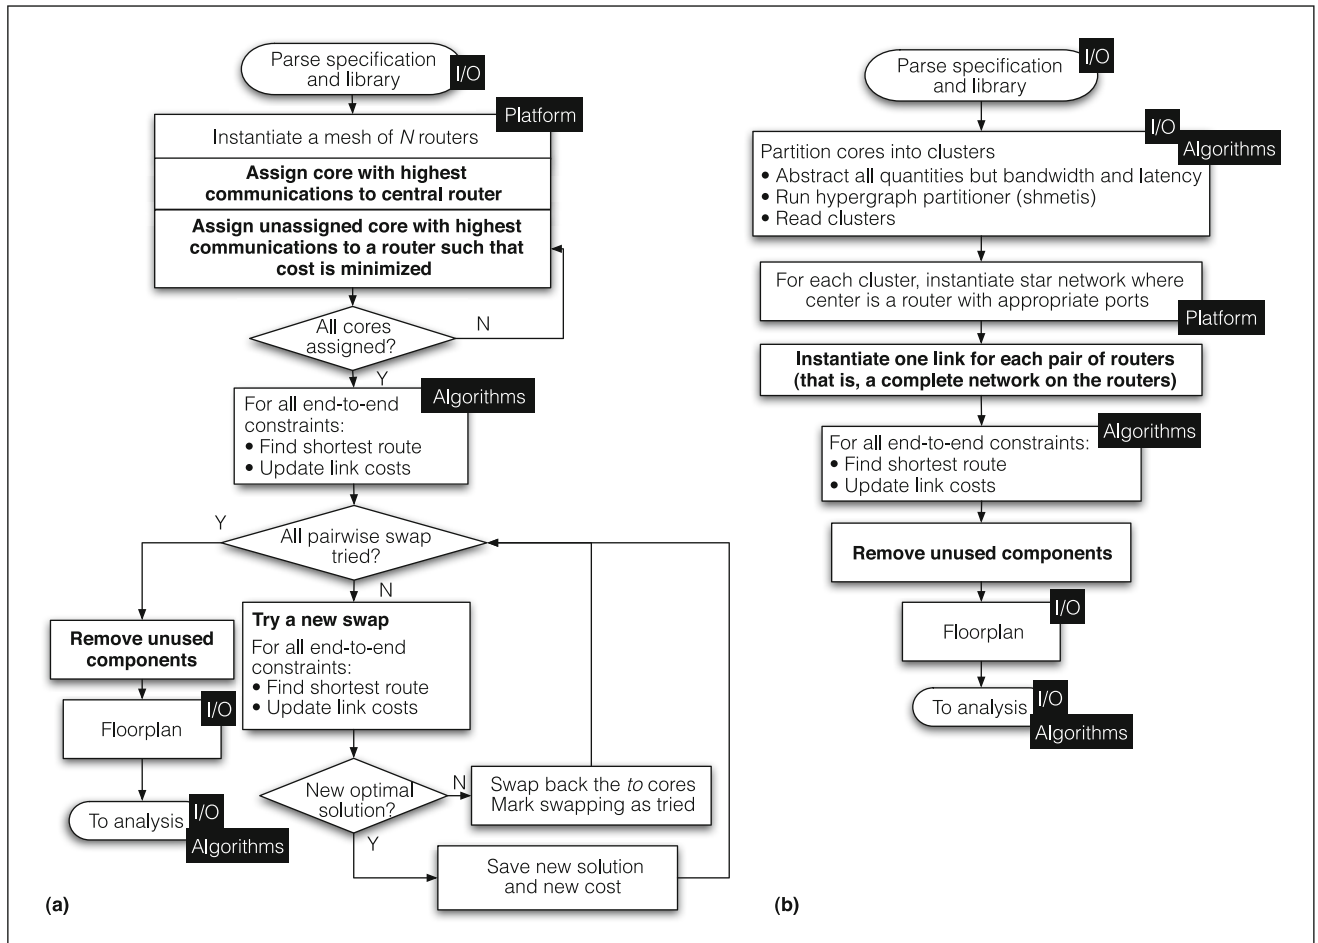 Parse specification
and library
I/O
Platform
Instantiate a mesh of N routers
Assign core with highest
communications to central router
Assign unassigned core with highest
communications to a router such that
cost is minimized
All cores
assigned?
N
Y
Algorithms
For all end-to-end
constraints:
• Find shortest route
• Update link costs
Y
All pairwise swap
tried?
N
Remove unused
components
I/O
Floorplan
To analysis
I/O
Algorithms
Try a new swap
For all end-to-end
constraints:
• Find shortest route
• Update link costs
New optimal
solution?
N
Swap back the to cores
Mark swapping as tried
Y
Save new solution
and new cost
(a)
Parse specification
and library
I/O
I/O
Algorithms
Partition cores into clusters
• Abstract all quantities but bandwidth and latency
• Run hypergraph partitioner (shmetis)
• Read clusters
For each cluster, instantiate star network where
center is a router with appropriate ports
Platform
Instantiate one link for each pair of routers
(that is, a complete network on the routers)
Algorithms
For all end-to-end constraints:
• Find shortest route
• Update link costs
Remove unused components
I/O
Floorplan
To analysis
I/O
Algorithms
(b)